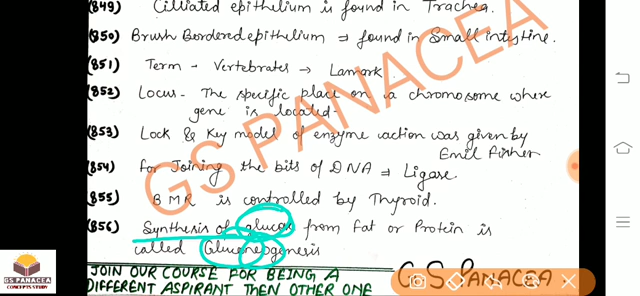 (849) Cilliated epithelium is found in Trachea.
(850) Brush Bordered epithelium ⇒ found in Small intestine.
(851) Term - Vertebrates → Lamark
(852) Locus - The specific place on a chromosome where
gene is located-
(853) Lock & Key model of enzyme action was given by
Emil Fisher
(854) for Joining the bits of DNA ⇒ Ligase.
(855) BMR is controlled by Thyroid.
(856) Synthesis of glucose from Fat or Protein is
called Gluconeogenesis
GS PANACEA
GS PANACEA
CONCEPTS STUDY
JOIN OUR COURSE FOR BEING A
DIFFERENT ASPIRANT THEN OTHER ONE
G.S. PANACEA